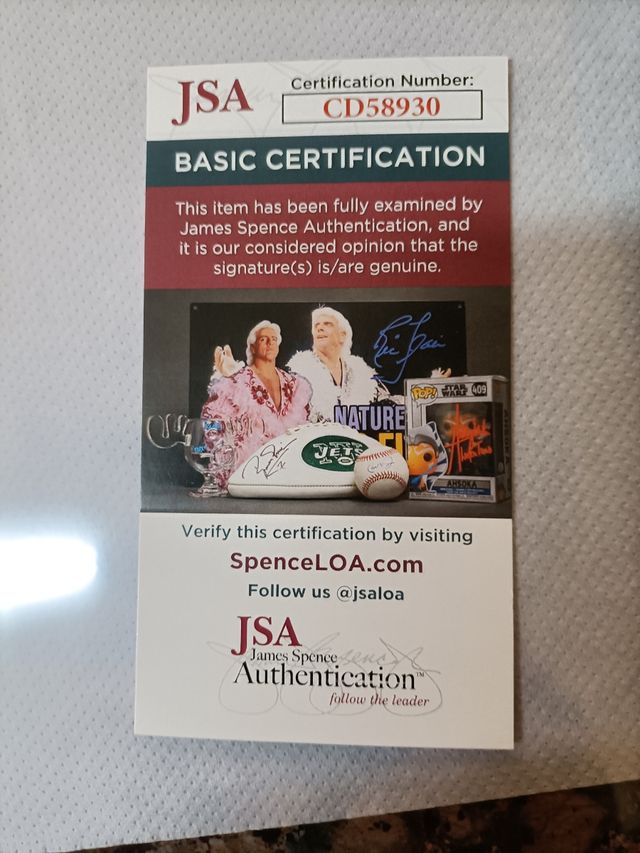 JSA
Certification Number:
CD58930
BASIC CERTIFICATION
This item has been fully examined by
James Spence Authentication, and
it is our considered opinion that the
signature(s) is/are genuine.
NATURE
JETS
POP!
STAR
WARS
409
AHSOKA
Verify this certification by visiting
SpenceLOA.com
Follow us @jsaloa
JSA
James Spence
Authentication™
follow the leader